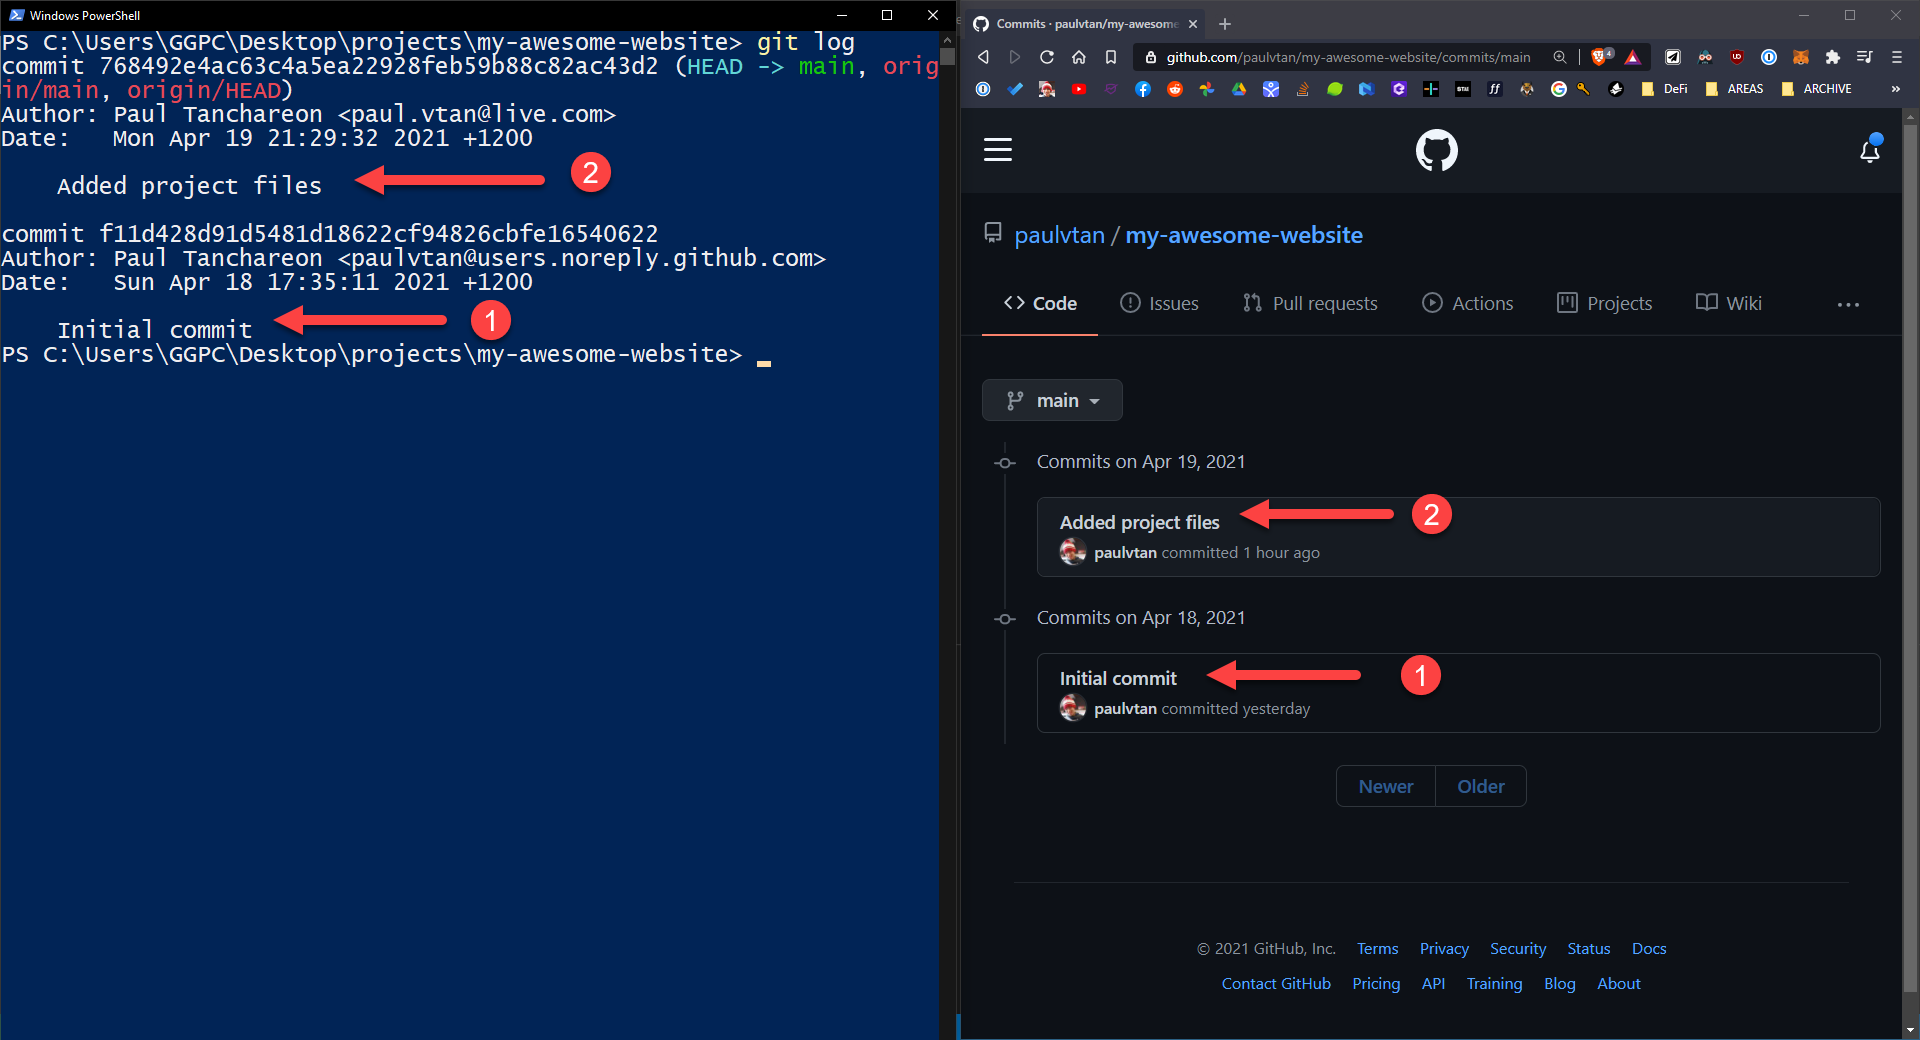 Windows PowerShell
PS C:\Users\GGPC\Desktop\projects\my-awesome-website> git log
commit 768492e4ac63c4a5ea22928feb59b88c82ac43d2 (HEAD -> main, orig
in/main, origin/HEAD)
Author: Paul Tanchareon <paul.vtan@live.com>
Date:   Mon Apr 19 21:29:32 2021 +1200
Added project files
2
commit f11d428d91d5481d18622cf94826cbfe16540622
Author: Paul Tanchareon <paulvtan@users.noreply.github.com>
Date:   Sun Apr 18 17:35:11 2021 +1200
Initial commit
1
PS C:\Users\GGPC\Desktop\projects\my-awesome-website>
Commits · paulvtan/my-awesome
github.com/paulvtan/my-awesome-website/commits/main
4
DeFi AREAS ARCHIVE »
paulvtan / my-awesome-website
<> Code Issues Pull requests Actions Projects Wiki ...
main
Commits on Apr 19, 2021
Added project files
2
paulvtan committed 1 hour ago
Commits on Apr 18, 2021
Initial commit
1
paulvtan committed yesterday
Newer Older
© 2021 GitHub, Inc. Terms Privacy Security Status Docs
Contact GitHub Pricing API Training Blog About